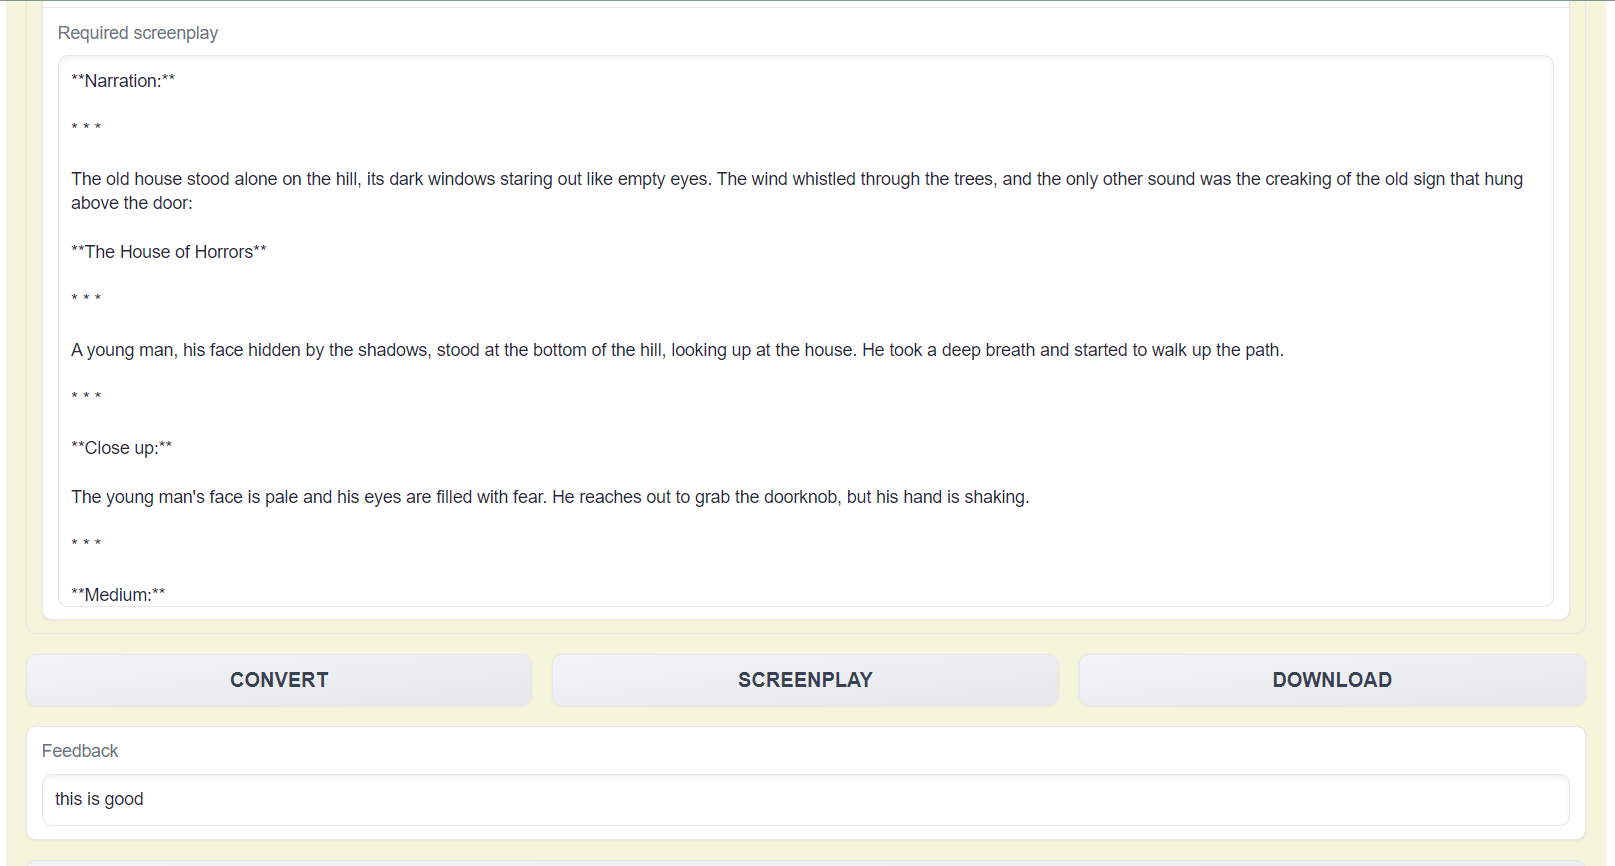 Required screenplay
**Narration:**
* * *
The old house stood alone on the hill, its dark windows staring out like empty eyes. The wind whistled through the trees, and the only other sound was the creaking of the old sign that hung
above the door:
**The House of Horrors**
* * *
A young man, his face hidden by the shadows, stood at the bottom of the hill, looking up at the house. He took a deep breath and started to walk up the path.
* * *
**Close up:**
The young man's face is pale and his eyes are filled with fear. He reaches out to grab the doorknob, but his hand is shaking.
* * *
**Medium:**
CONVERT
SCREENPLAY
DOWNLOAD
Feedback
this is good